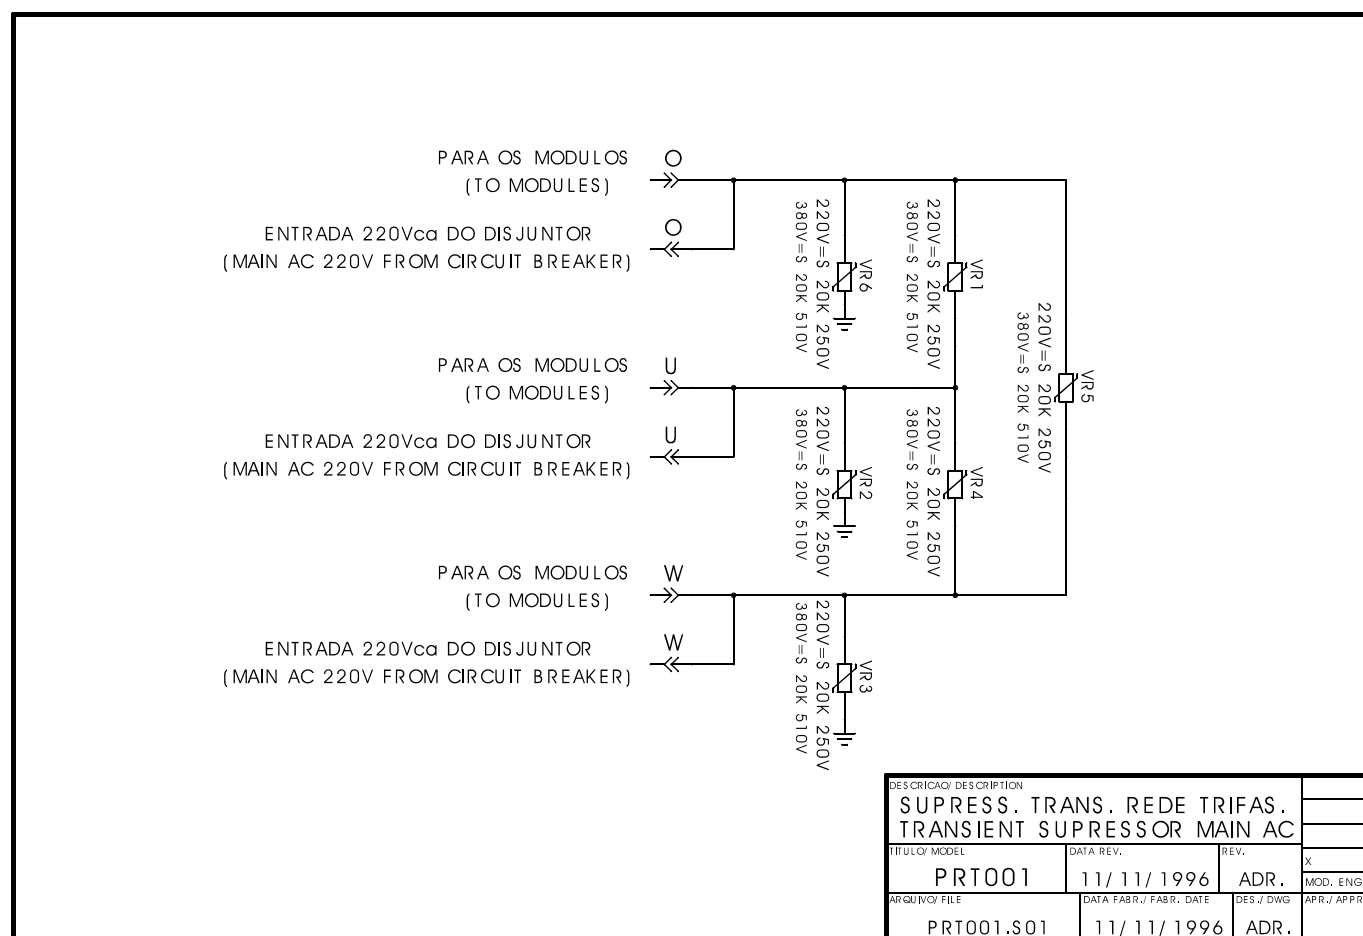 PARA OS MODULOS
O
(TO MODULES)
ENTRADA 220Vca DO DISJUNTOR
O
(MAIN AC 220V FROM CIRCUIT BREAKER)
220V=S 20K 250V
380V=S 20K 510V
VR6
220V=S 20K 250V
380V=S 20K 510V
VR1
220V=S 20K 250V
380V=S 20K 510V
VR5
PARA OS MODULOS
U
(TO MODULES)
ENTRADA 220Vca DO DISJUNTOR
U
(MAIN AC 220V FROM CIRCUIT BREAKER)
220V=S 20K 250V
380V=S 20K 510V
VR2
220V=S 20K 250V
380V=S 20K 510V
VR4
PARA OS MODULOS
W
(TO MODULES)
ENTRADA 220Vca DO DISJUNTOR
W
(MAIN AC 220V FROM CIRCUIT BREAKER)
220V=S 20K 250V
380V=S 20K 510V
VR3
DESCRICAO/ DESCRIPTION
SUPRESS. TRANS. REDE TRIFAS.
TRANSIENT SUPRESSOR MAIN AC
TITULO/ MODEL
PRT001
DATA REV.
11/11/1996
REV.
ADR.
X
MOD. ENG
ARQUIVO/ FILE
PRT001.S01
DATA FABR./ FABR. DATE
11/11/1996
DES./ DWG
ADR.
APR./ APPR